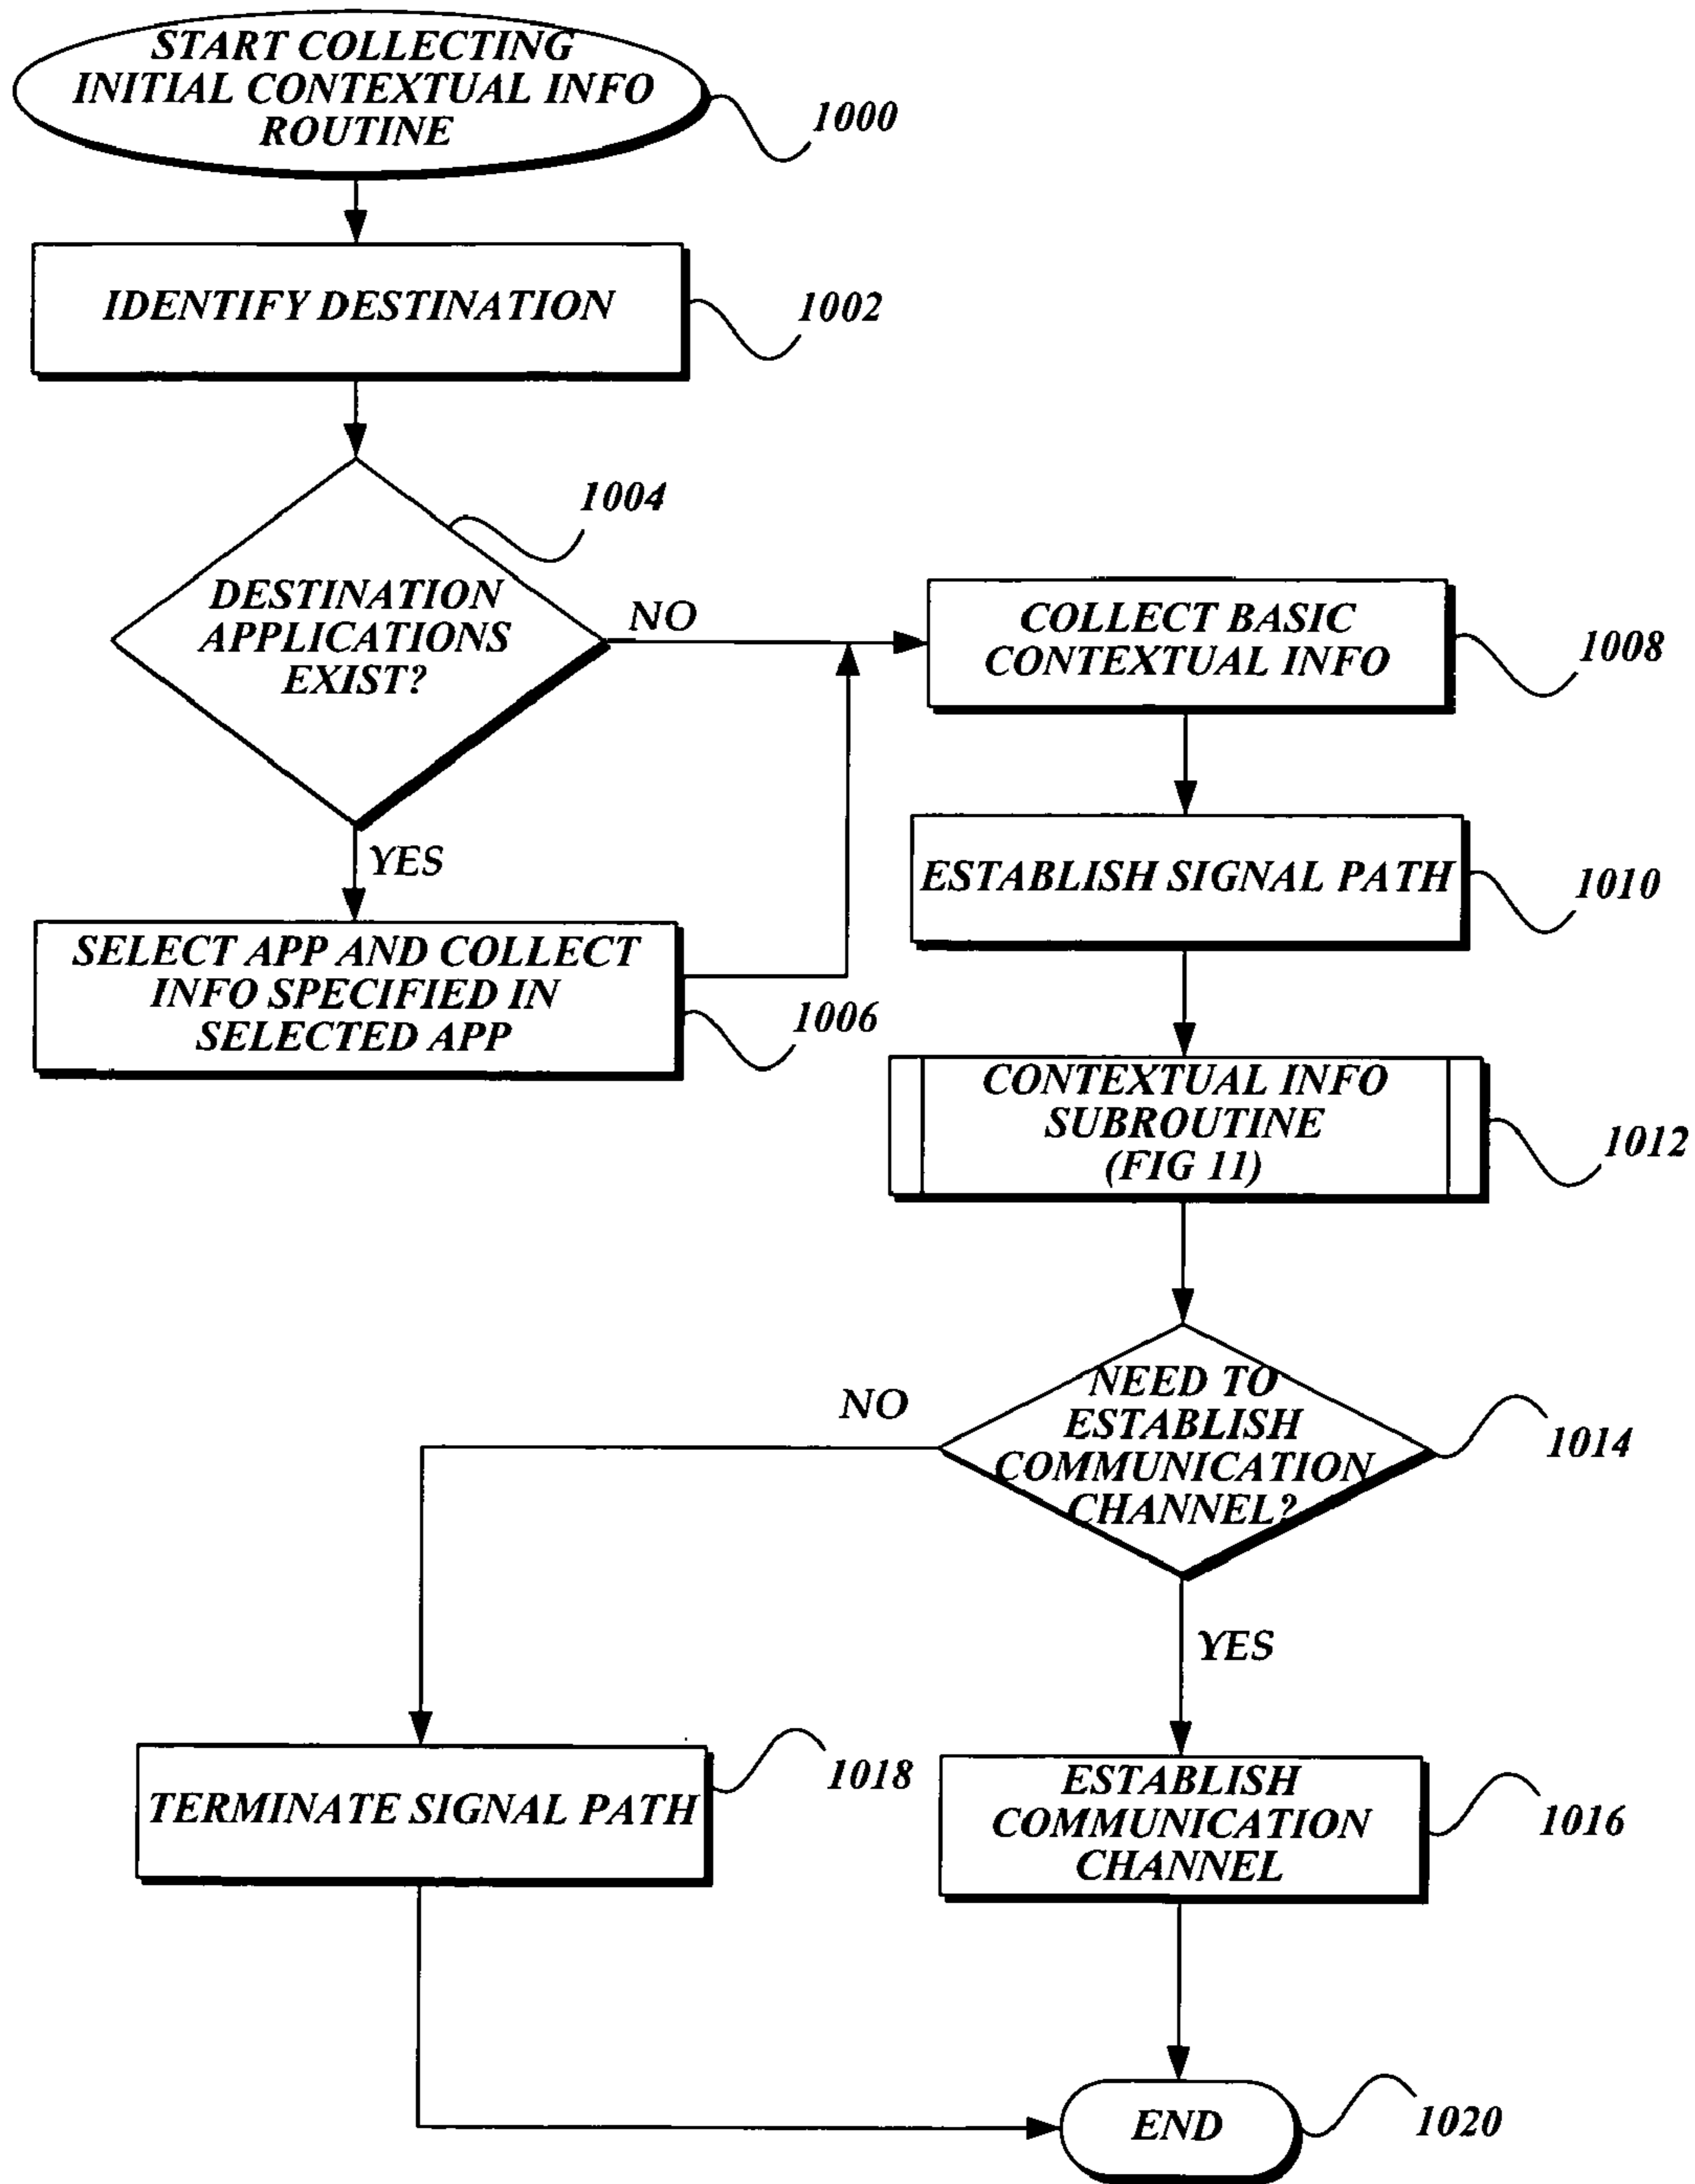 START COLLECTING
INITIAL CONTEXTUAL INFO
ROUTINE
1000
IDENTIFY DESTINATION
1002
1004
DESTINATION
APPLICATIONS
EXIST?
NO
YES
SELECT APP AND COLLECT
INFO SPECIFIED IN
SELECTED APP
1006
COLLECT BASIC
CONTEXTUAL INFO
1008
ESTABLISH SIGNAL PATH
1010
CONTEXTUAL INFO
SUBROUTINE
(FIG 11)
1012
NEED TO
ESTABLISH
COMMUNICATION
CHANNEL?
1014
NO
YES
TERMINATE SIGNAL PATH
1018
ESTABLISH
COMMUNICATION
CHANNEL
1016
END
1020